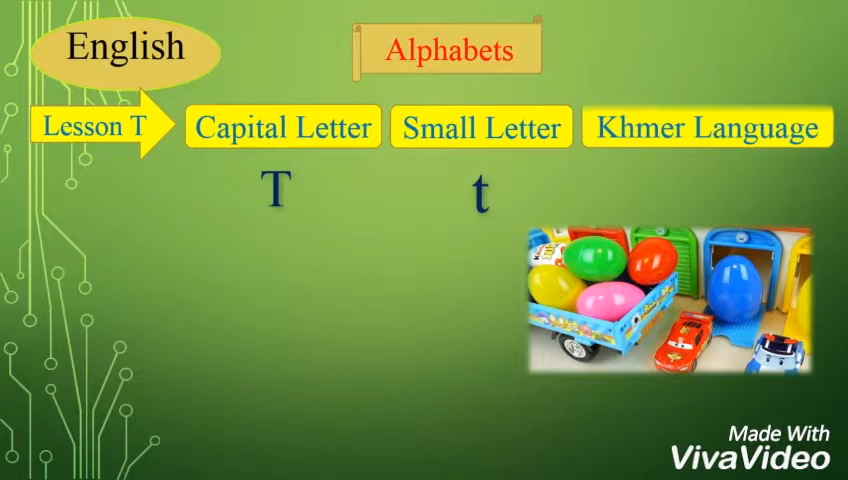 English
Alphabets
Lesson T
Capital Letter
Small Letter
Khmer Language
T
t
Made With
VivaVideo